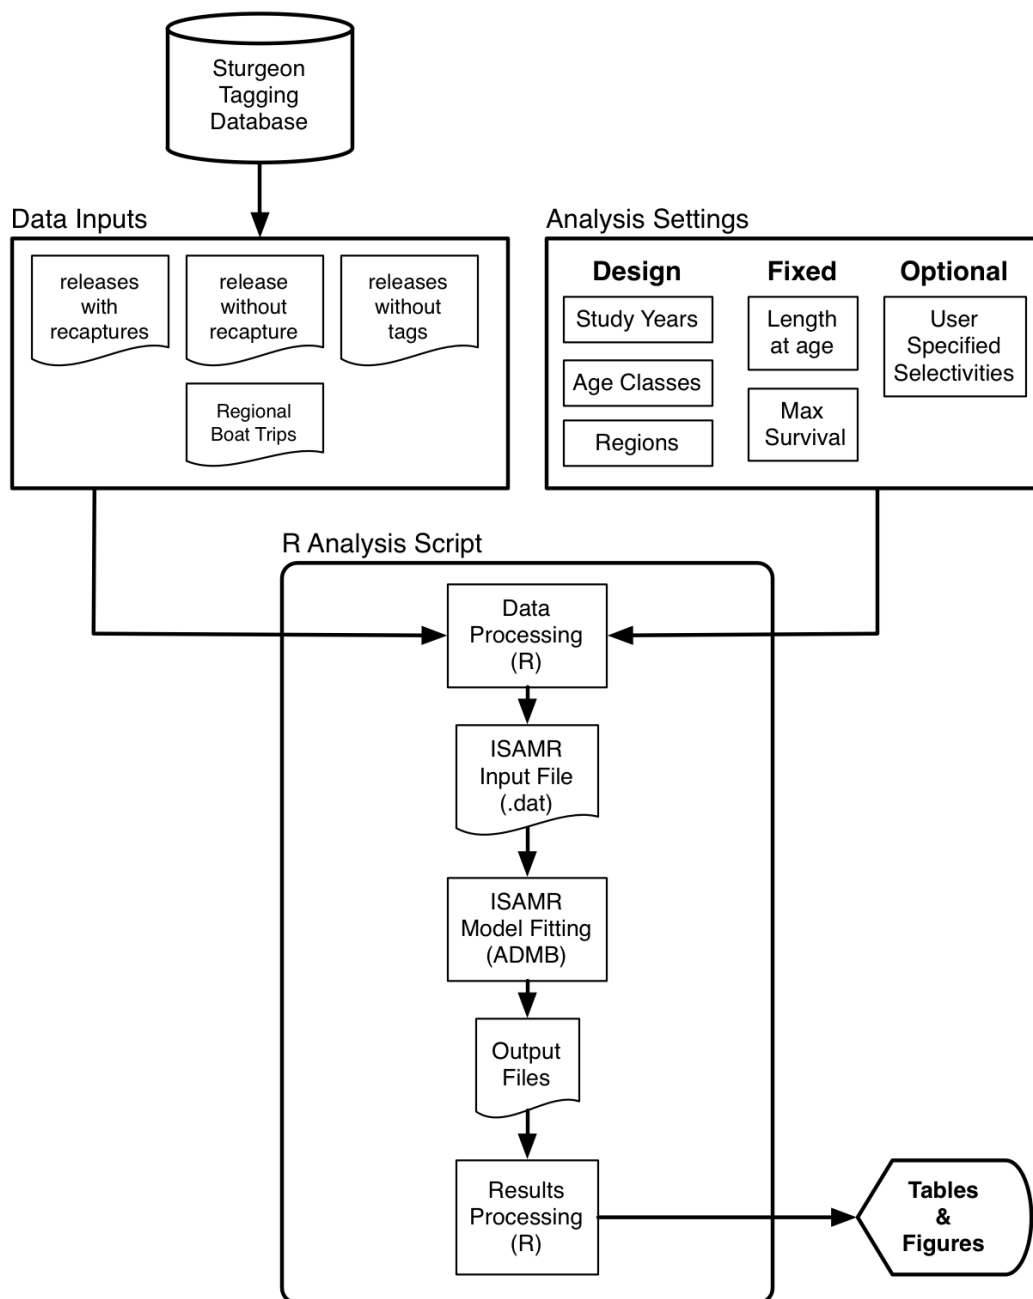 Sturgeon
Tagging
Database
Data Inputs
releases
with
recaptures
release
without
recapture
releases
without
tags
Regional
Boat Trips
Analysis Settings
Design
Study Years
Age Classes
Regions
Fixed
Length
at age
Max
Survival
Optional
User
Specified
Selectivities
R Analysis Script
Data
Processing
(R)
ISAMR
Input File
(.dat)
ISAMR
Model Fitting
(ADMB)
Output
Files
Results
Processing
(R)
Tables
&
Figures